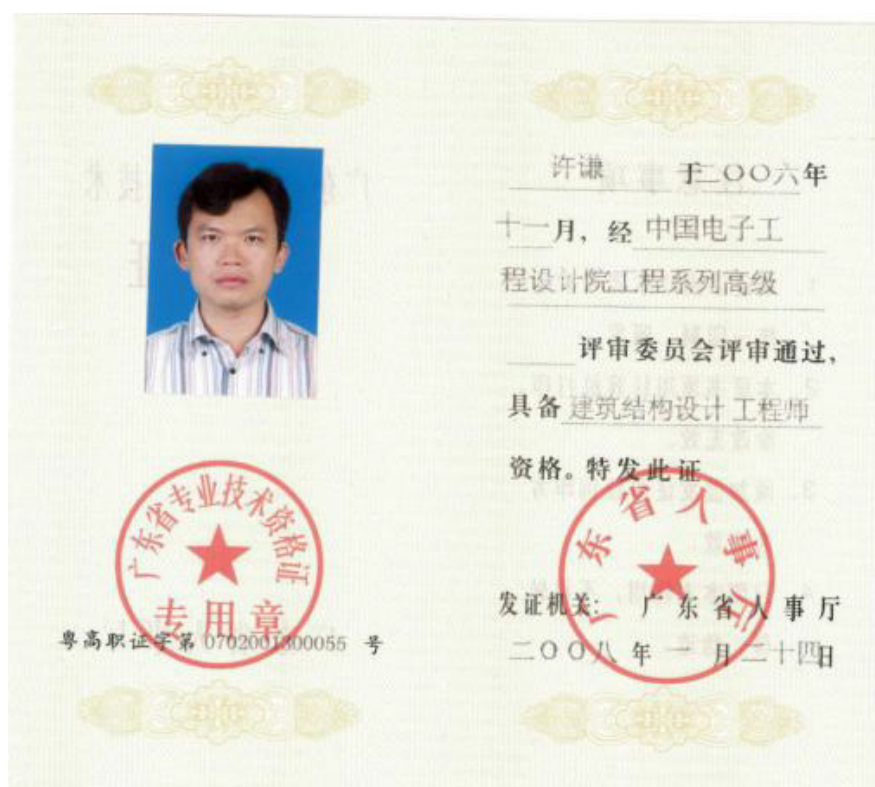 广东省专业技术资格证
专用章
粤高职证字第 0702001300055 号
许谦 于二〇〇六年
十一月，经 中国电子工
程设计院工程系列高级
评审委员会评审通过，
具备 建筑结构设计 工程师
资格。特发此证
广东省人事厅
发证机关： 广东省人事厅
二〇〇八 年 一 月二十四日